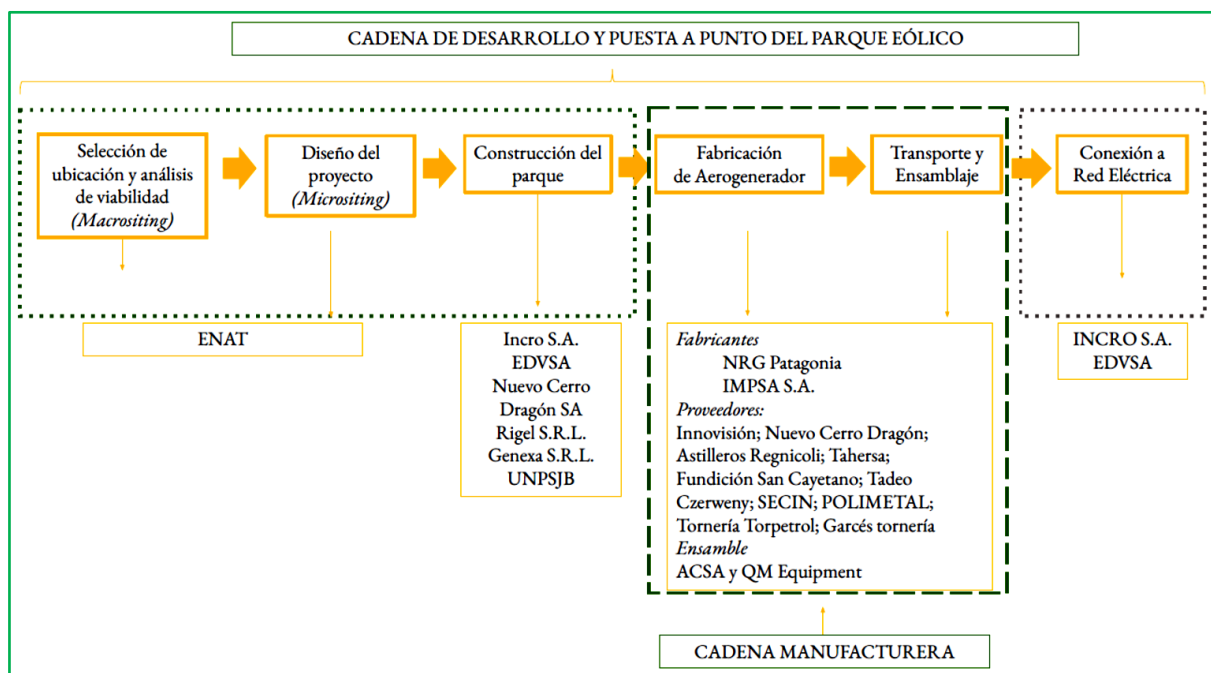 CADENA DE DESARROLLO Y PUESTA A PUNTO DEL PARQUE EÓLICO
Selección de
ubicación y análisis
de viabilidad
(Macrositing)
Diseño del
proyecto
(Micrositing)
Construcción del
parque
Fabricación
de Aerogenerador
Transporte y
Ensamblaje
Conexión a
Red Eléctrica
ENAT
Incro S.A.
EDVSA
Nuevo Cerro
Dragón SA
Rigel S.R.L.
Genexa S.R.L.
UNPSJB
Fabricantes
NRG Patagonia
IMPSA S.A.
Proveedores:
Innovisión; Nuevo Cerro Dragón;
Astilleros Regnicoli; Tahersa;
Fundición San Cayetano; Tadeo
Czerweny; SECIN; POLIMETAL;
Tornería Torpetrol; Garcés tornería
Ensamble
ACSA y QM Equipment
INCRO S.A.
EDVSA
CADENA MANUFACTURERA